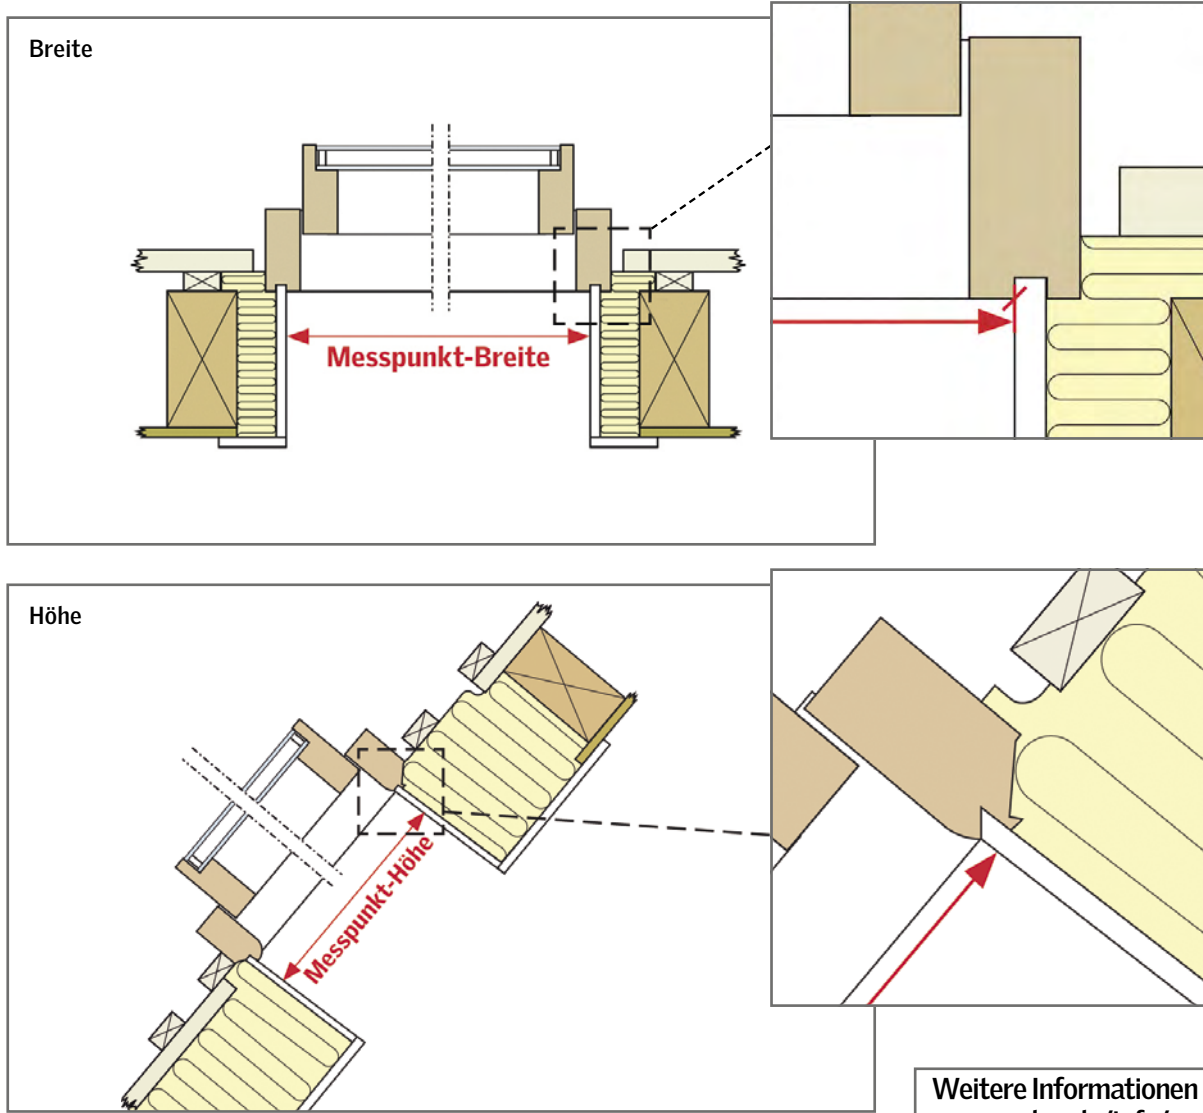 Breite
Messpunkt-Breite
Höhe
Messpunkt-Höhe
Weitere Informationen